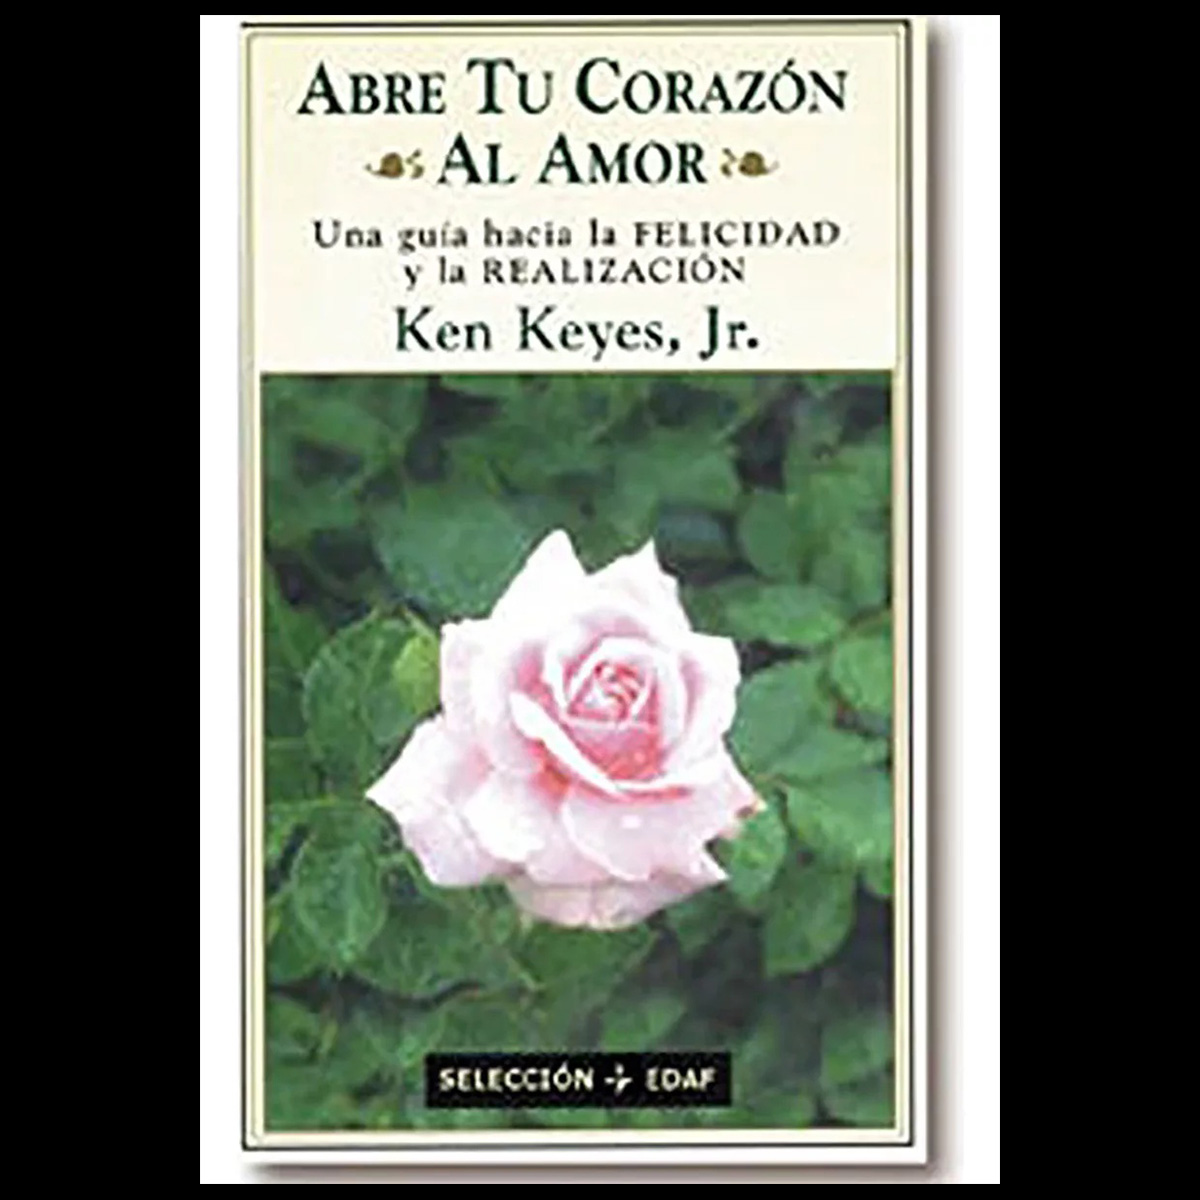 ABRE TU CORAZÓN
AL AMOR
Una guía hacia la FELICIDAD
y la REALIZACIÓN
Ken Keyes, Jr.
SELECCIÓN EDAF